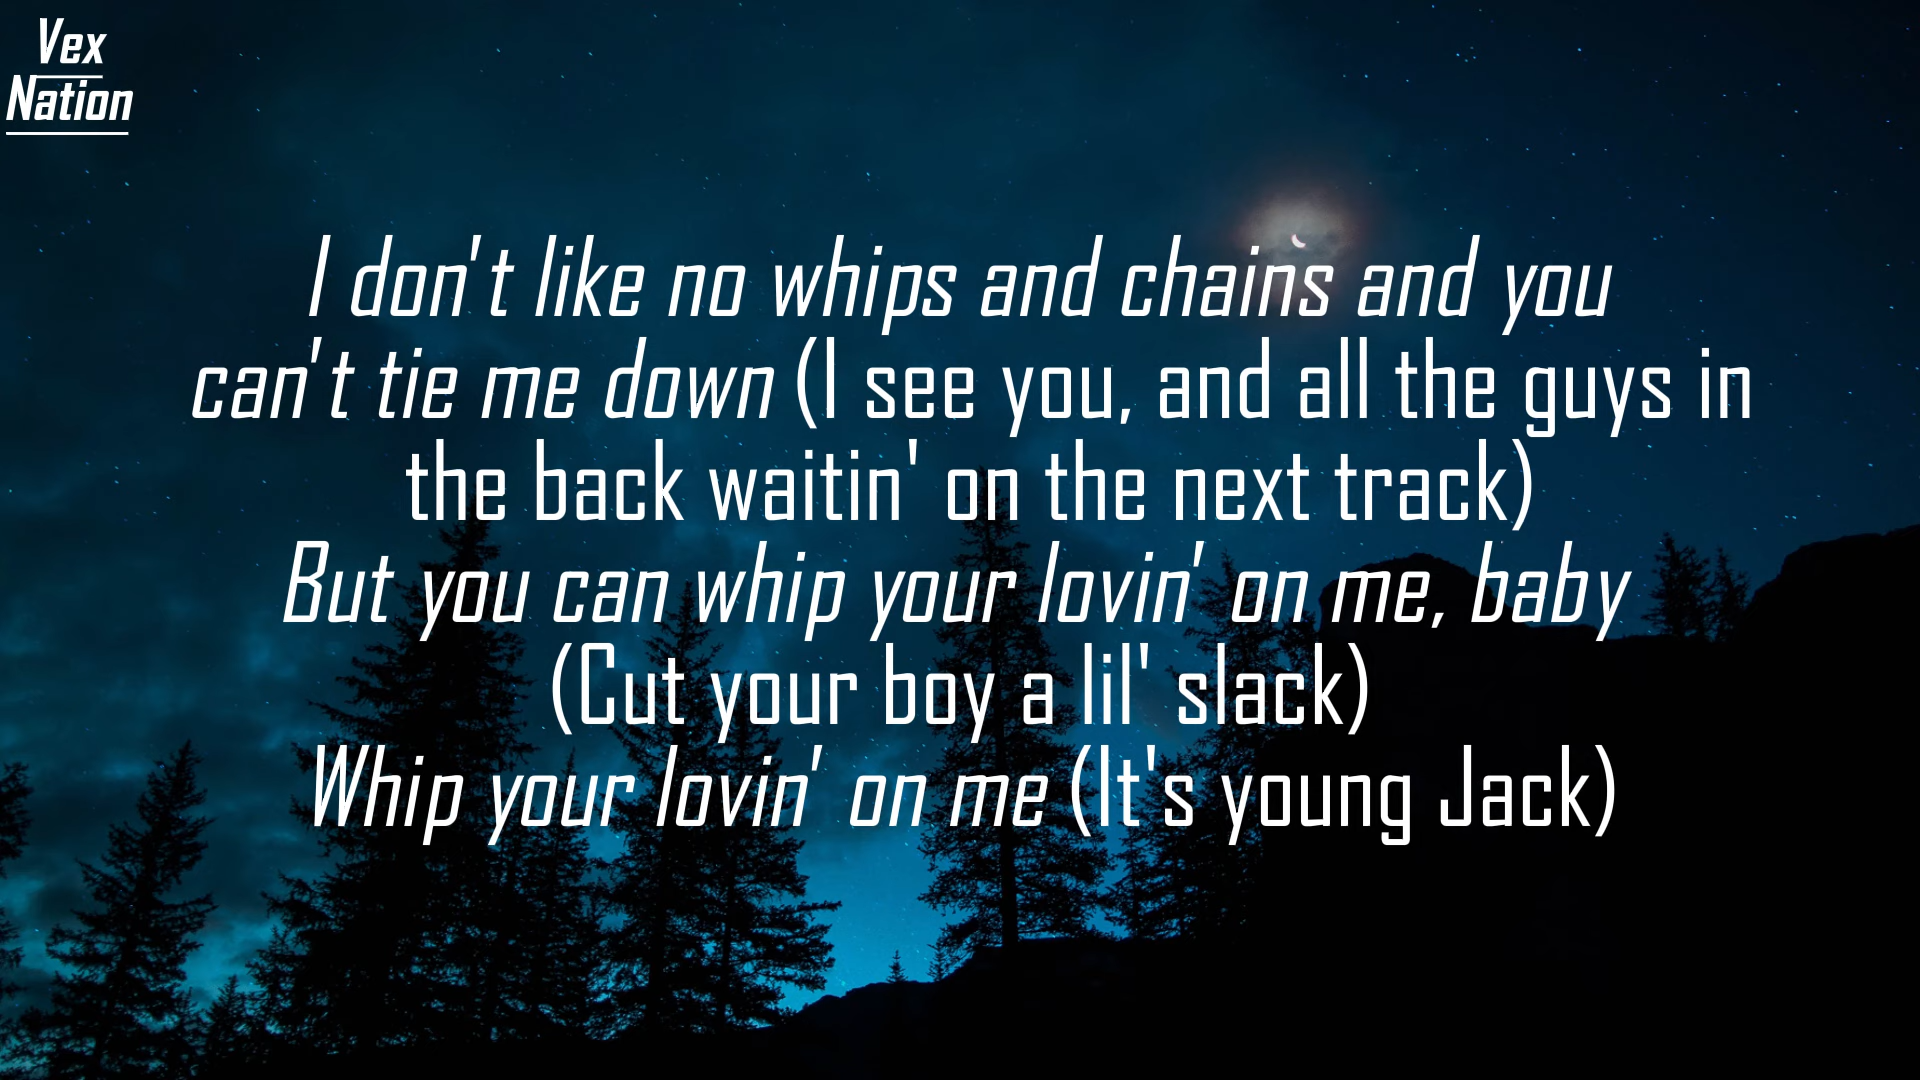 Vex
Nation
I don't like no whips and chains and you
can't tie me down (I see you, and all the guys in
the back waitin' on the next track)
But you can whip your lovin' on me, baby
(Cut your boy a lil' slack)
Whip your lovin' on me (It's young Jack)